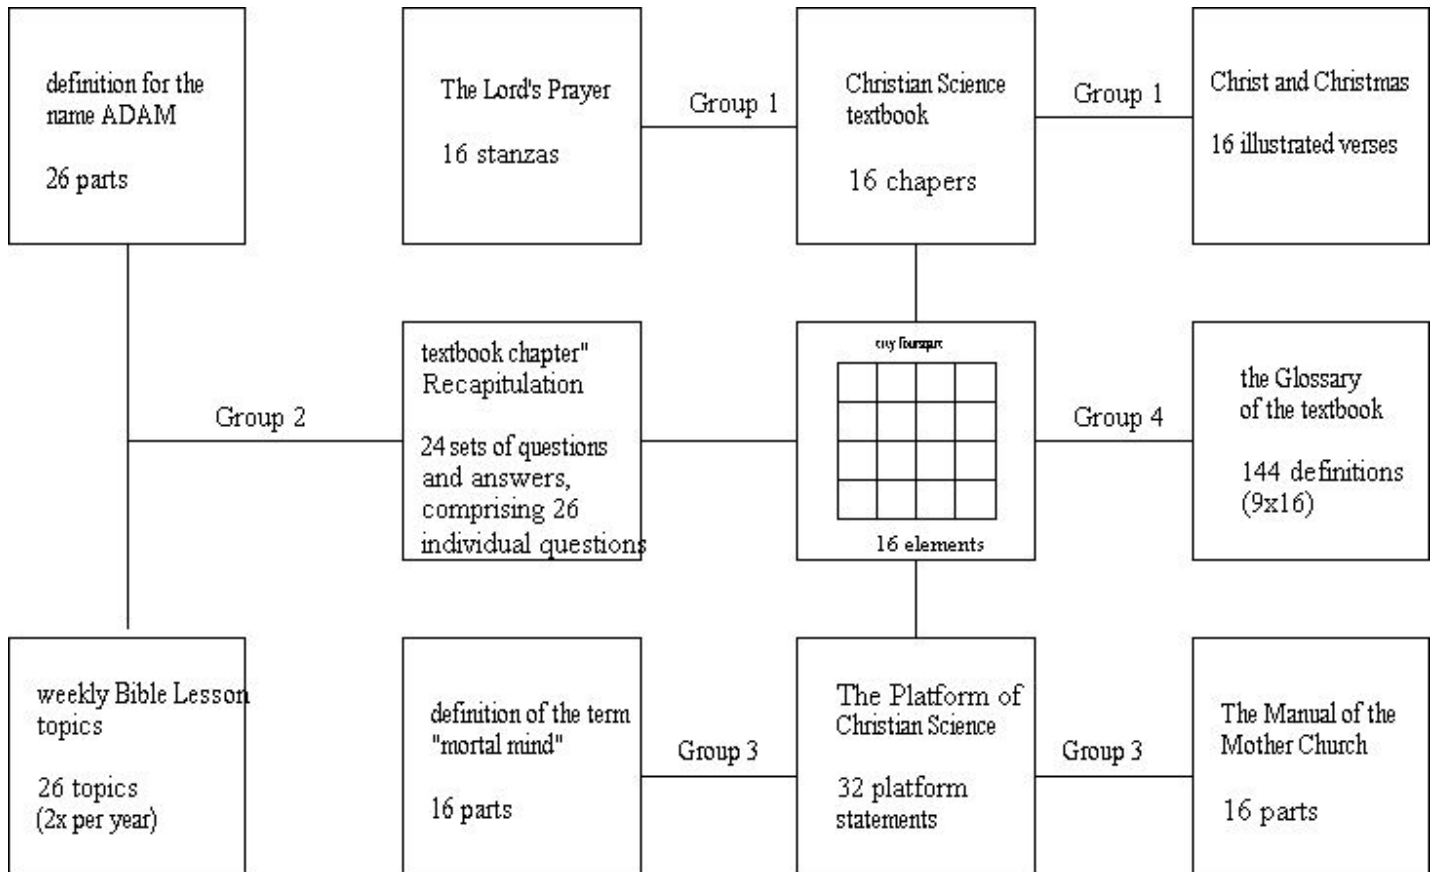 definition for the
name ADAM
26 parts
The Lord's Prayer
16 stanzas
Group 1
Christian Science
textbook
16 chapers
Group 1
Christ and Christmas
16 illustrated verses
Group 2
textbook chapter"
Recapitulation
24 sets of questions
and answers,
comprising 26
individual questions
city foursquare
16 elements
Group 4
the Glossary
of the textbook
144 definitions
(9x16)
weekly Bible Lesson
topics
26 topics
(2x per year)
definition of the term
"mortal mind"
16 parts
Group 3
The Platform of
Christian Science
32 platform
statements
Group 3
The Manual of the
Mother Church
16 parts